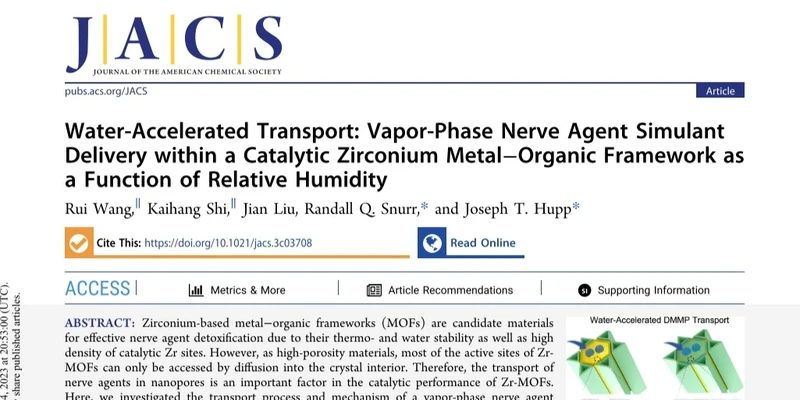 J|A|C|S
JOURNAL OF THE AMERICAN CHEMICAL SOCIETY
pubs.acs.org/JACS
Article
Water-Accelerated Transport: Vapor-Phase Nerve Agent Simulant
Delivery within a Catalytic Zirconium Metal−Organic Framework as
a Function of Relative Humidity
Rui Wang,∥ Kaihang Shi,∥ Jian Liu, Randall Q. Snurr,* and Joseph T. Hupp*
Cite This: https://doi.org/10.1021/jacs.3c03708
Read Online
ACCESS
Metrics & More
Article Recommendations
SI Supporting Information
ABSTRACT: Zirconium-based metal−organic frameworks (MOFs) are candidate materials
for effective nerve agent detoxification due to their thermo- and water stability as well as high
density of catalytic Zr sites. However, as high-porosity materials, most of the active sites of Zr-
MOFs can only be accessed by diffusion into the crystal interior. Therefore, the transport of
nerve agents in nanopores is an important factor in the catalytic performance of Zr-MOFs.
Here, we investigated the transport process and mechanism of a vapor-phase nerve agent
Water-Accelerated DMMP Transport
4, 2023 at 20:53:00 (UTC).
share published articles.